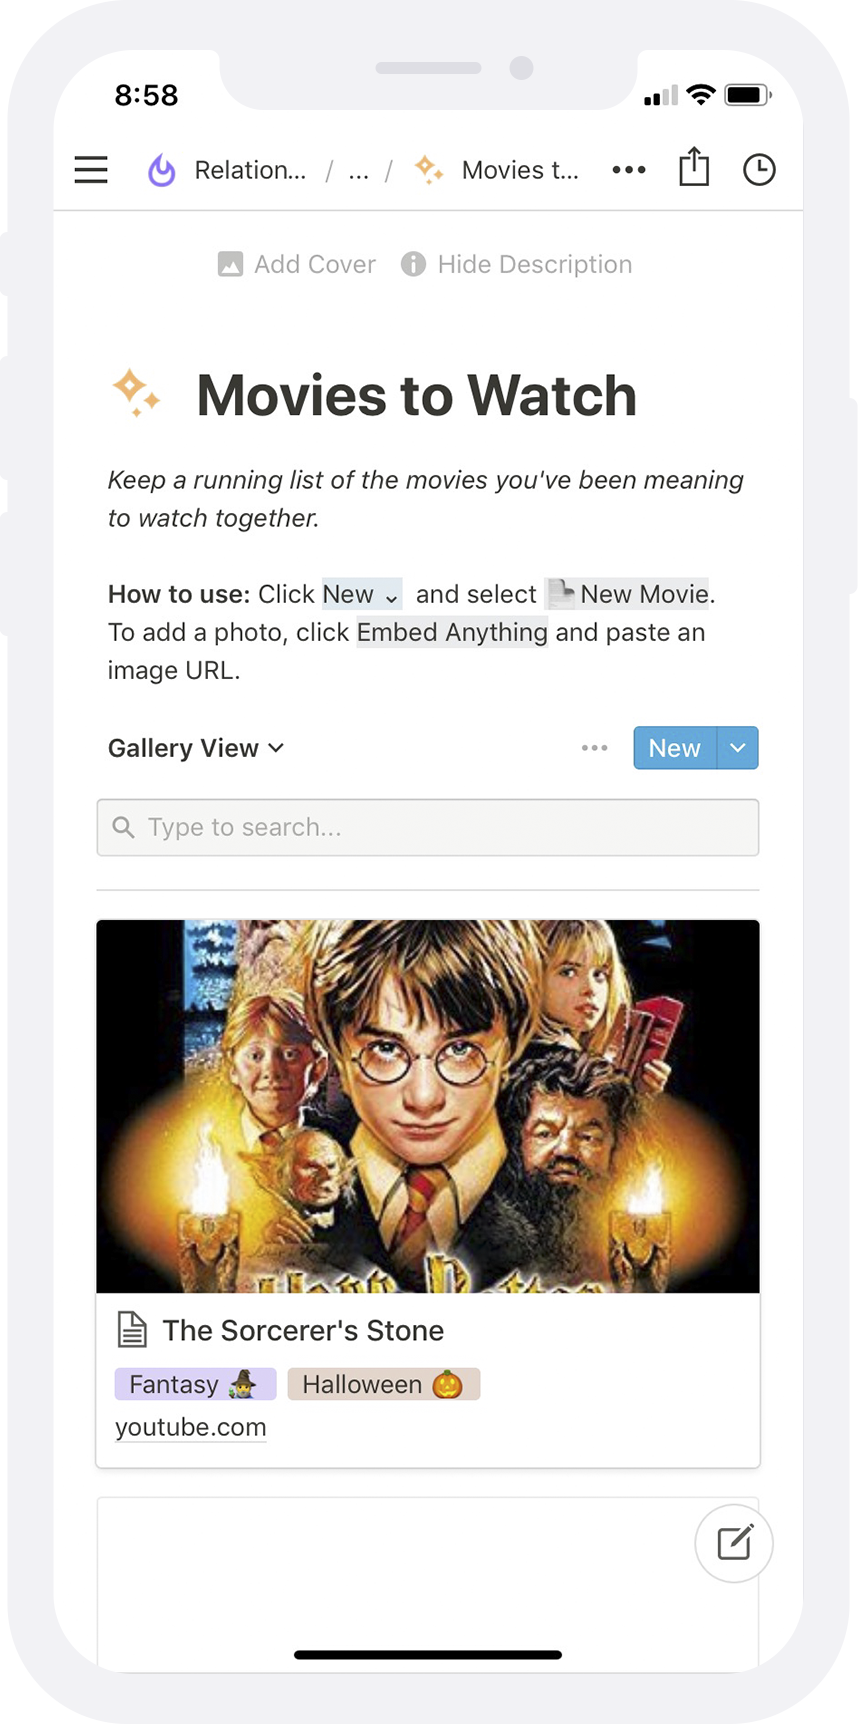 8:58
Relation... / ... / Movies t...
Add Cover Hide Description
Movies to Watch
Keep a running list of the movies you've been meaning
to watch together.
How to use: Click New ⌄ and select New Movie.
To add a photo, click Embed Anything and paste an
image URL.
Gallery View New
Type to search...
Harry Potter
The Sorcerer's Stone
Fantasy 🧙‍♂️ Halloween 🎃
youtube.com